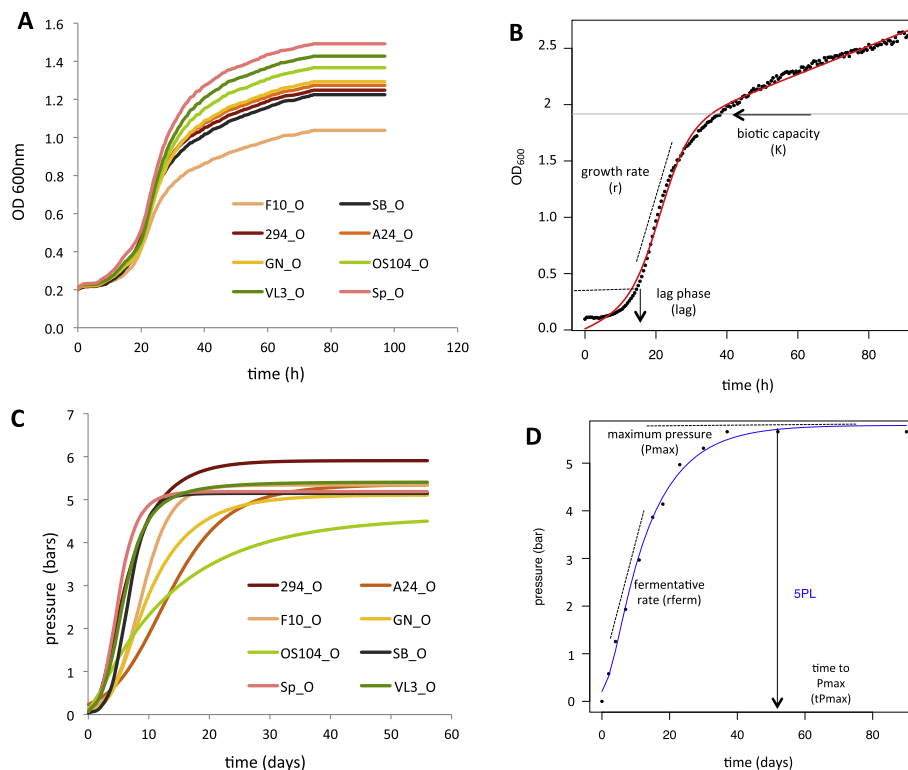 A
OD 600nm
1.6
1.4
1.2
1.0
0.8
0.6
0.4
0.2
0.0
0
20
40
60
80
100
120
time (h)
F10_O
SB_O
294_O
A24_O
GN_O
OS104_O
VL3_O
Sp_O
B
OD600
2.5
2
1.5
1.0
0.5
0.0
0
20
40
60
80
time (h)
biotic capacity
(K)
growth rate
(r)
lag phase
(lag)
C
pressure (bars)
7
6
5
4
3
2
1
0
0
10
20
30
40
50
60
time (days)
294_O
A24_O
F10_O
GN_O
OS104_O
SB_O
Sp_O
VL3_O
D
pressure (bar)
5
4
3
2
1
0
0
20
40
60
80
time (days)
maximum pressure
(Pmax)
fermentative
rate (rferm)
5PL
time to
Pmax
(tPmax)